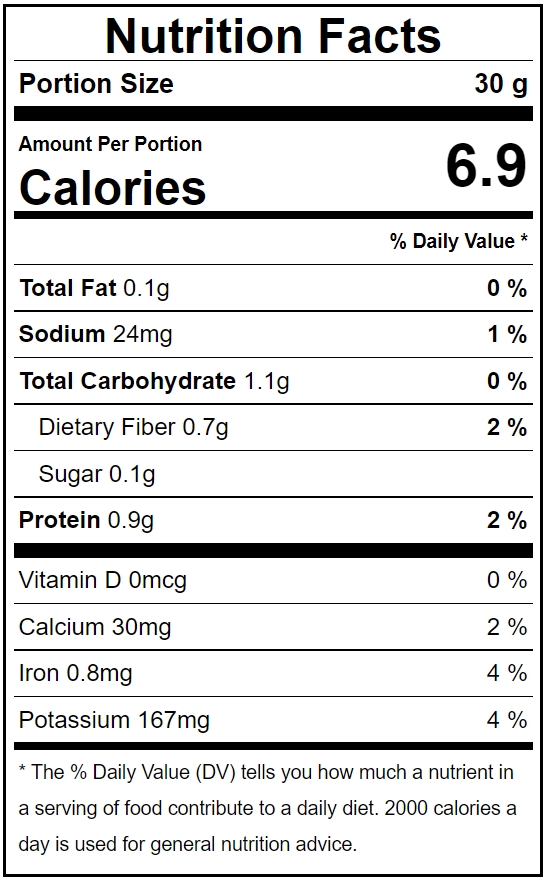 Nutrition Facts
Portion Size 30 g
Amount Per Portion
Calories 6.9
% Daily Value *
Total Fat 0.1g 0 %
Sodium 24mg 1 %
Total Carbohydrate 1.1g 0 %
Dietary Fiber 0.7g 2 %
Sugar 0.1g
Protein 0.9g 2 %
Vitamin D 0mcg 0 %
Calcium 30mg 2 %
Iron 0.8mg 4 %
Potassium 167mg 4 %
* The % Daily Value (DV) tells you how much a nutrient in
a serving of food contribute to a daily diet. 2000 calories a
day is used for general nutrition advice.